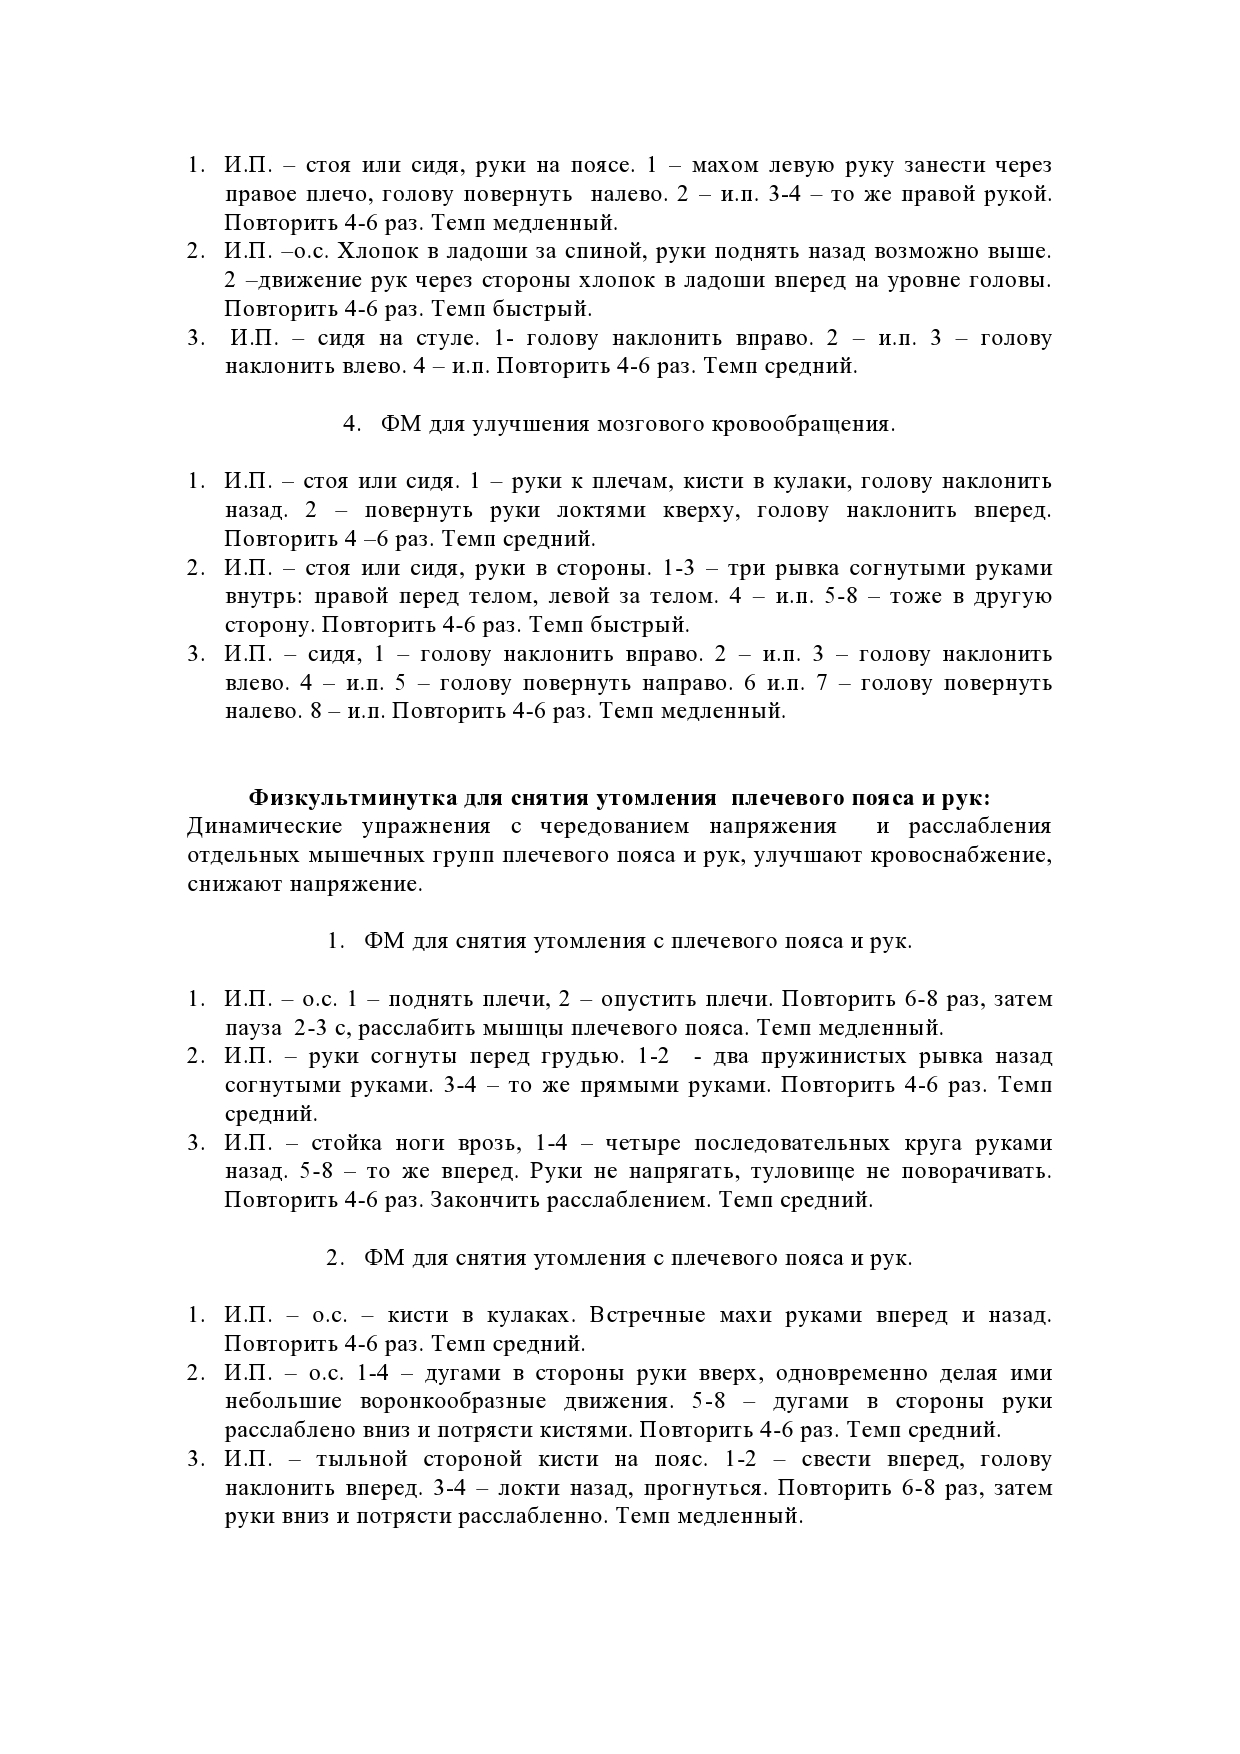 1. И.П. – стоя или сидя, руки на поясе. 1 – махом левую руку занести через
правое плечо, голову повернуть налево. 2 – и.п. 3-4 – то же правой рукой.
Повторить 4-6 раз. Темп медленный.
2. И.П. –о.с. Хлопок в ладоши за спиной, руки поднять назад возможно выше.
2 –движение рук через стороны хлопок в ладоши вперед на уровне головы.
Повторить 4-6 раз. Темп быстрый.
3. И.П. – сидя на стуле. 1- голову наклонить вправо. 2 – и.п. 3 – голову
наклонить влево. 4 – и.п. Повторить 4-6 раз. Темп средний.
4. ФМ для улучшения мозгового кровообращения.
1. И.П. – стоя или сидя. 1 – руки к плечам, кисти в кулаки, голову наклонить
назад. 2 – повернуть руки локтями кверху, голову наклонить вперед.
Повторить 4 –6 раз. Темп средний.
2. И.П. – стоя или сидя, руки в стороны. 1-3 – три рывка согнутыми руками
внутрь: правой перед телом, левой за телом. 4 – и.п. 5-8 – тоже в другую
сторону. Повторить 4-6 раз. Темп быстрый.
3. И.П. – сидя, 1 – голову наклонить вправо. 2 – и.п. 3 – голову наклонить
влево. 4 – и.п. 5 – голову повернуть направо. 6 и.п. 7 – голову повернуть
налево. 8 – и.п. Повторить 4-6 раз. Темп медленный.
Физкультминутка для снятия утомления плечевого пояса и рук:
Динамические упражнения с чередованием напряжения и расслабления
отдельных мышечных групп плечевого пояса и рук, улучшают кровоснабжение,
снижают напряжение.
1. ФМ для снятия утомления с плечевого пояса и рук.
1. И.П. – о.с. 1 – поднять плечи, 2 – опустить плечи. Повторить 6-8 раз, затем
пауза 2-3 с, расслабить мышцы плечевого пояса. Темп медленный.
2. И.П. – руки согнуты перед грудью. 1-2 - два пружинистых рывка назад
согнутыми руками. 3-4 – то же прямыми руками. Повторить 4-6 раз. Темп
средний.
3. И.П. – стойка ноги врозь, 1-4 – четыре последовательных круга руками
назад. 5-8 – то же вперед. Руки не напрягать, туловище не поворачивать.
Повторить 4-6 раз. Закончить расслаблением. Темп средний.
2. ФМ для снятия утомления с плечевого пояса и рук.
1. И.П. – о.с. – кисти в кулаках. Встречные махи руками вперед и назад.
Повторить 4-6 раз. Темп средний.
2. И.П. – о.с. 1-4 – дугами в стороны руки вверх, одновременно делая ими
небольшие воронкообразные движения. 5-8 – дугами в стороны руки
расслаблено вниз и потрясти кистями. Повторить 4-6 раз. Темп средний.
3. И.П. – тыльной стороной кисти на пояс. 1-2 – свести вперед, голову
наклонить вперед. 3-4 – локти назад, прогнуться. Повторить 6-8 раз, затем
руки вниз и потрясти расслабленно. Темп медленный.